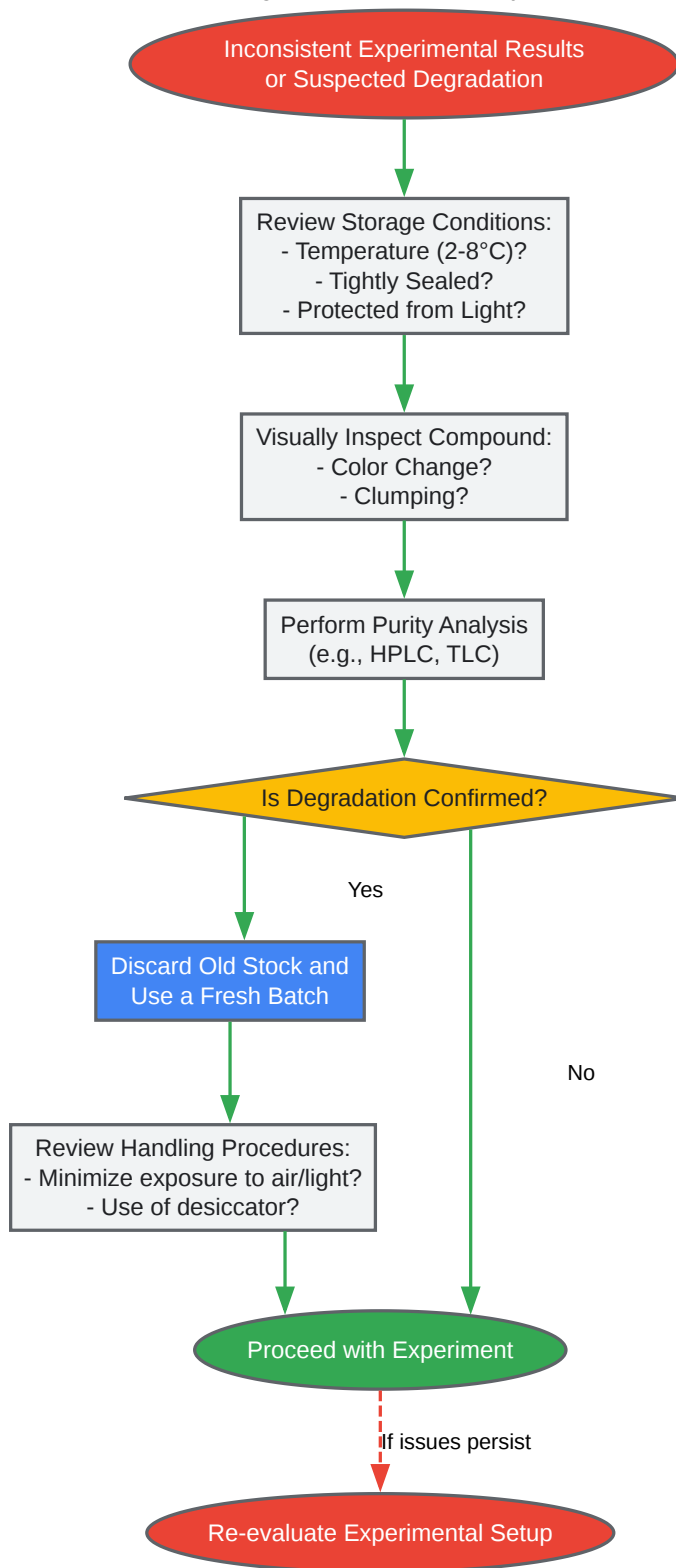 Inconsistent Experimental Results
or Suspected Degradation
Review Storage Conditions:
- Temperature (2-8°C)?
- Tightly Sealed?
- Protected from Light?
Visually Inspect Compound:
- Color Change?
- Clumping?
Perform Purity Analysis
(e.g., HPLC, TLC)
Is Degradation Confirmed?
Yes
Discard Old Stock and
Use a Fresh Batch
No
Review Handling Procedures:
- Minimize exposure to air/light?
- Use of desiccator?
Proceed with Experiment
If issues persist
Re-evaluate Experimental Setup